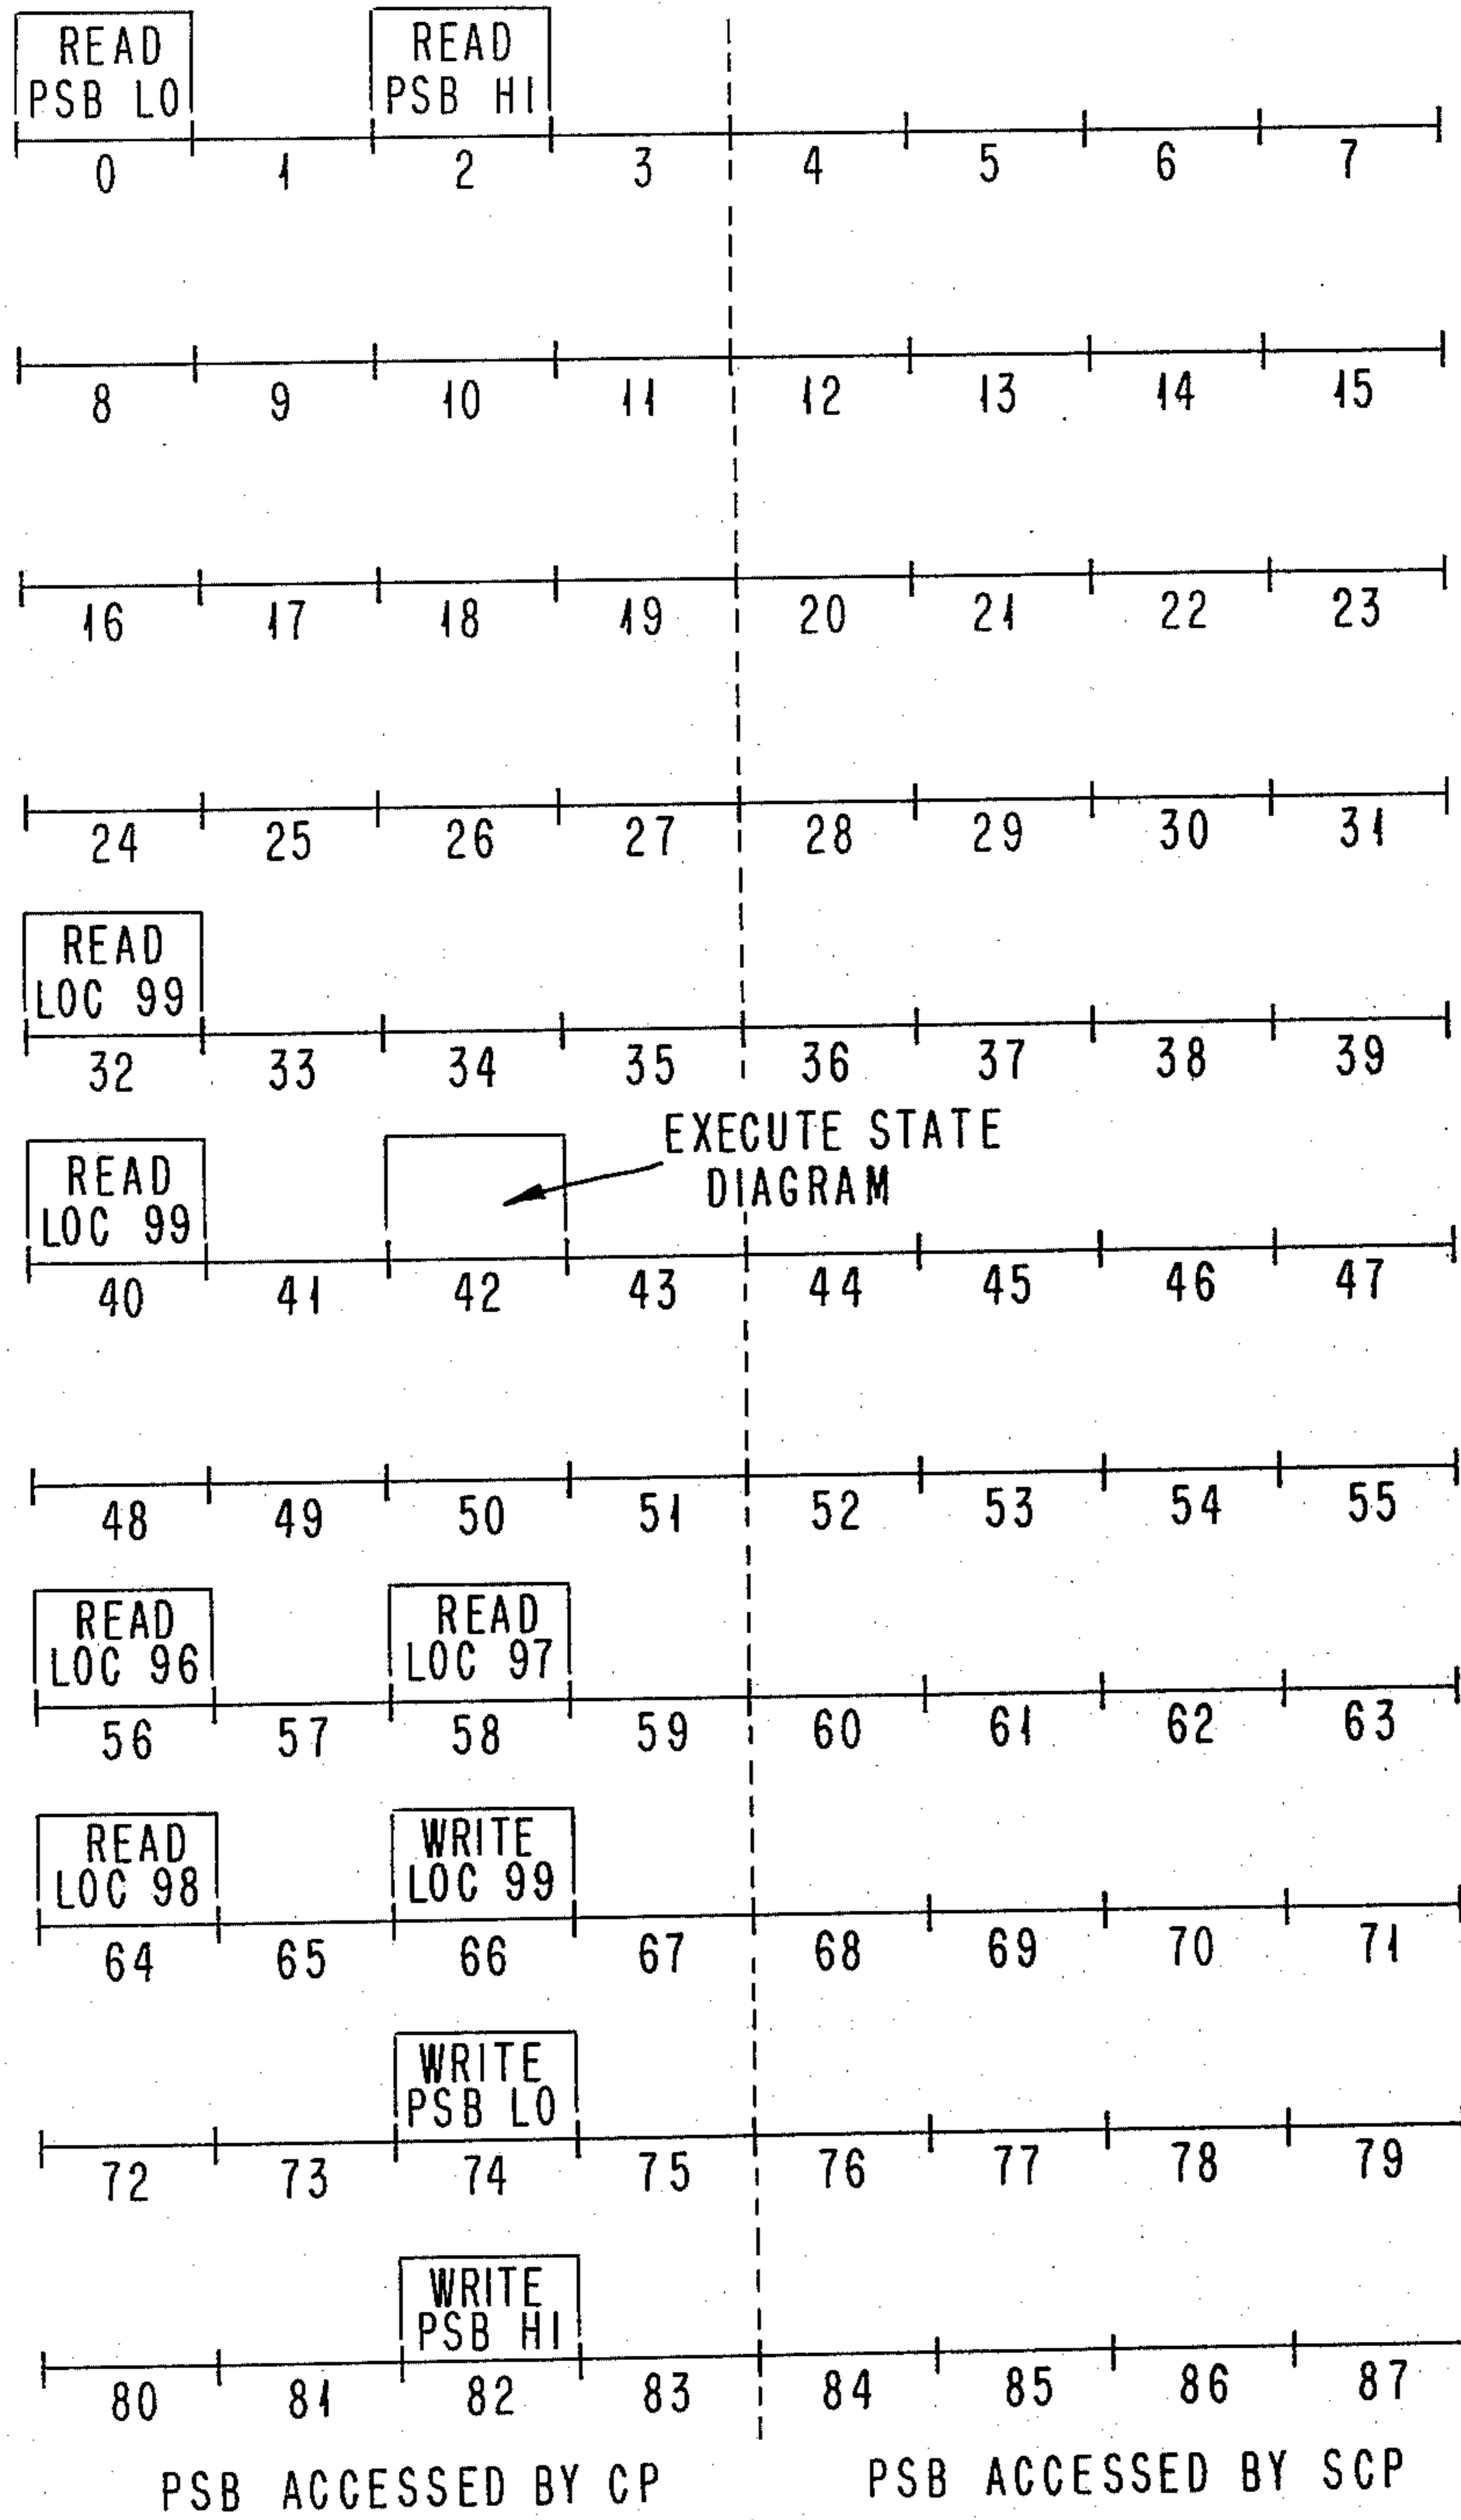 READ READ
PSB LO PSB HI
0 1 2 3 4 5 6 7
8 9 10 11 12 13 14 15
16 17 18 19 20 21 22 23
24 25 26 27 28 29 30 31
READ
LOC 99
32 33 34 35 36 37 38 39
EXECUTE STATE
DIAGRAM
READ
LOC 99
40 41 42 43 44 45 46 47
48 49 50 51 52 53 54 55
READ READ
LOC 96 LOC 97
56 57 58 59 60 61 62 63
READ WRITE
LOC 98 LOC 99
64 65 66 67 68 69 70 71
WRITE
PSB LO
72 73 74 75 76 77 78 79
WRITE
PSB HI
80 81 82 83 84 85 86 87
PSB ACCESSED BY CP PSB ACCESSED BY SCP